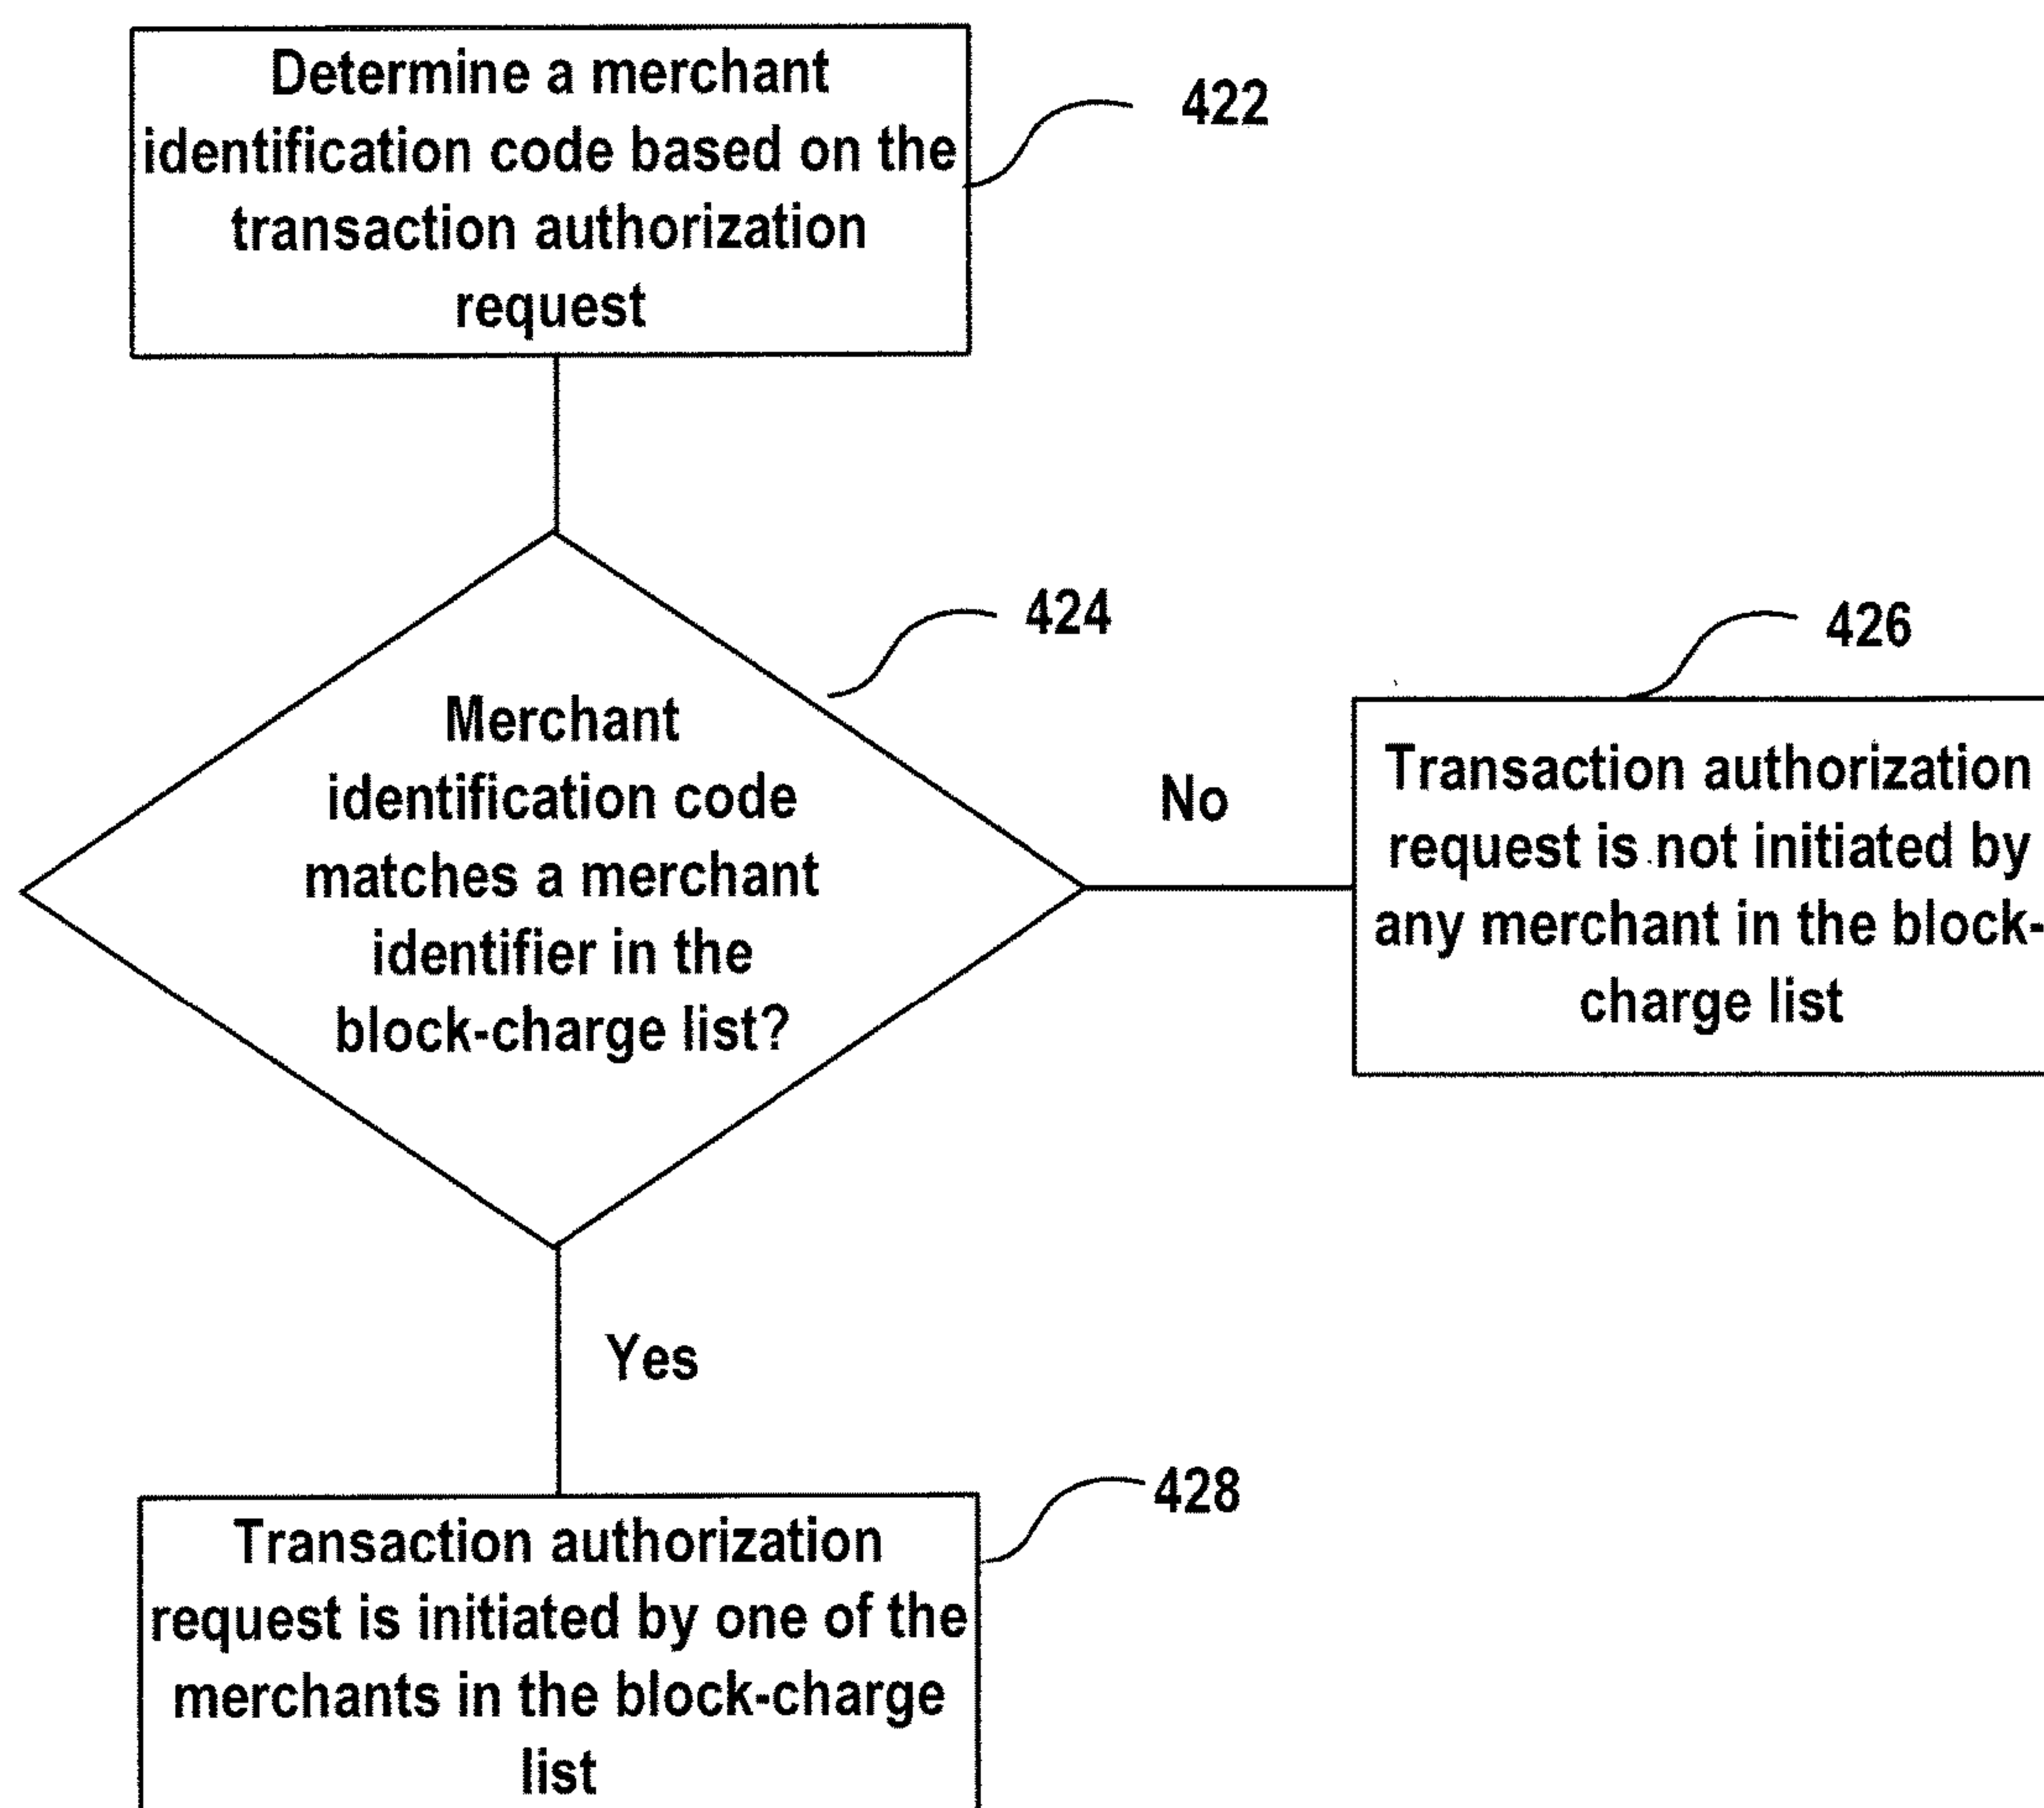 Determine a merchant
identification code based on the
transaction authorization
request
422
424
Merchant
identification code
matches a merchant
identifier in the
block-charge list?
No
426
Transaction authorization
request is not initiated by
any merchant in the block-
charge list
Yes
428
Transaction authorization
request is initiated by one of the
merchants in the block-charge
list